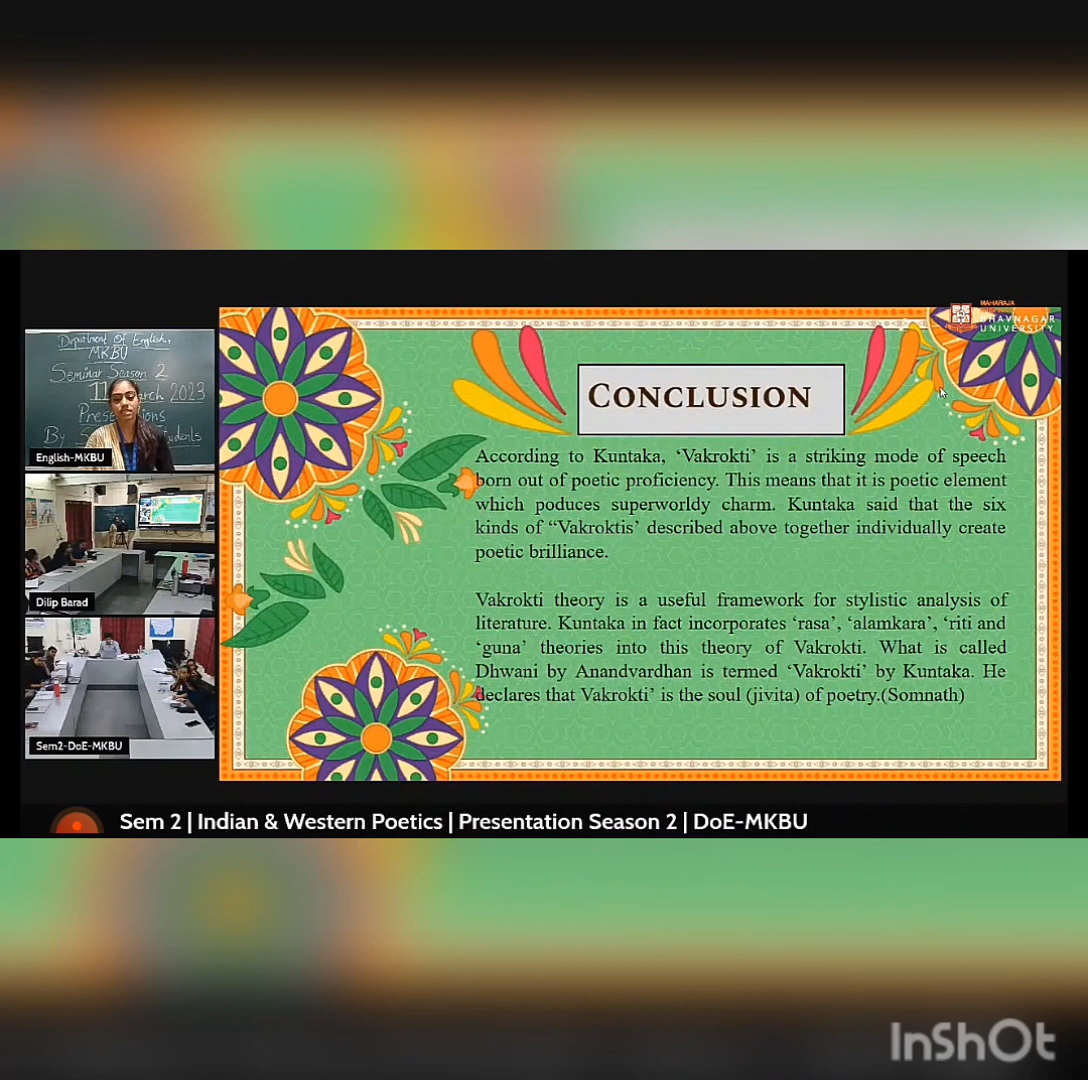 Department Of English,
MKBU
Seminar Season 2
11 March 2023
By
English-MKBU
Dilip Barad
Sem2-DoE-MKBU
MAHARAJA
BHAVNAGAR
UNIVERSITY
CONCLUSION
According to Kuntaka, ‘Vakrokti’ is a striking mode of speech
born out of poetic proficiency. This means that it is poetic element
which poduces superworldy charm. Kuntaka said that the six
kinds of “Vakroktis’ described above together individually create
poetic brilliance.
Vakrokti theory is a useful framework for stylistic analysis of
literature. Kuntaka in fact incorporates ‘rasa’, ‘alamkara’, ‘riti and
‘guna’ theories into this theory of Vakrokti. What is called
Dhwani by Anandvardhan is termed ‘Vakrokti’ by Kuntaka. He
declares that Vakrokti’ is the soul (jivita) of poetry.(Somnath)
Sem 2 | Indian & Western Poetics | Presentation Season 2 | DoE-MKBU
InShOt